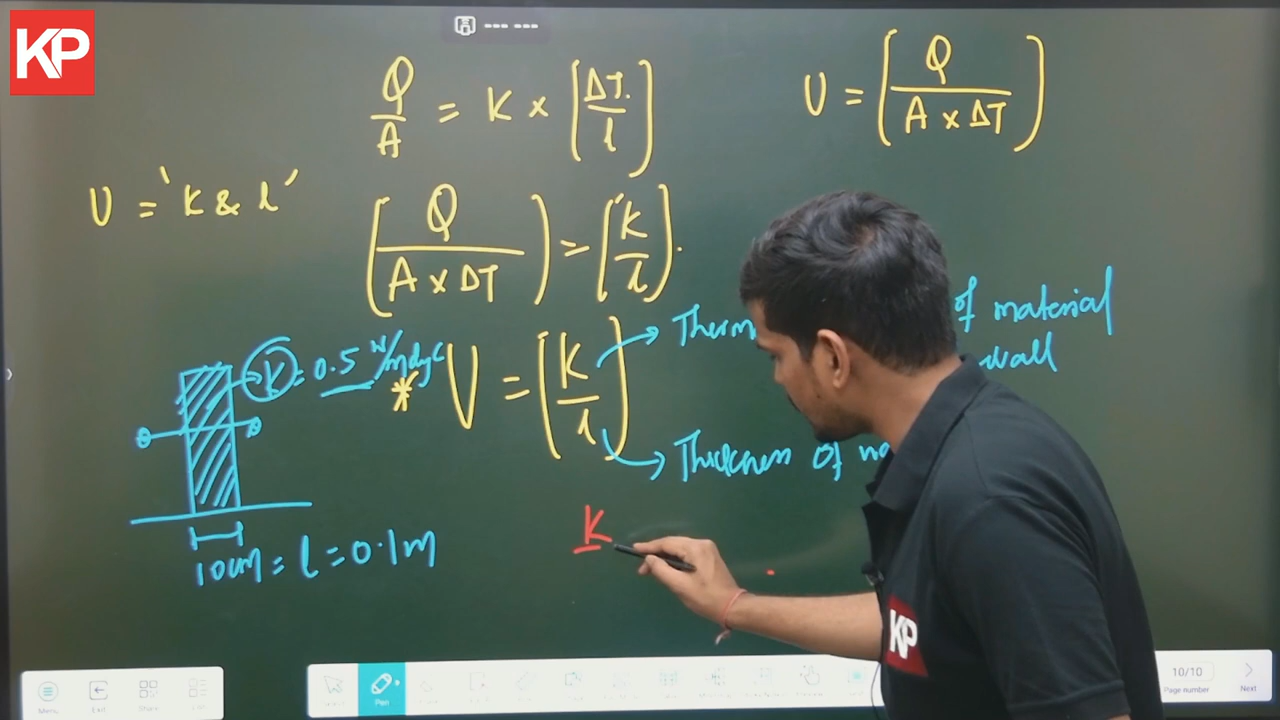 KP
Q/A = K × [ΔT/l]
U = [Q/(A × ΔT)]
U = 'K & l'
[Q/(A × ΔT)] = [K/l].
K = 0.5 W/mdegC
* U = [K/l]
of material
wall
Thickness of
10cm = l = 0.1m
K
KP
Menu
Exit
Share
Pen
10/10
Page number
Next